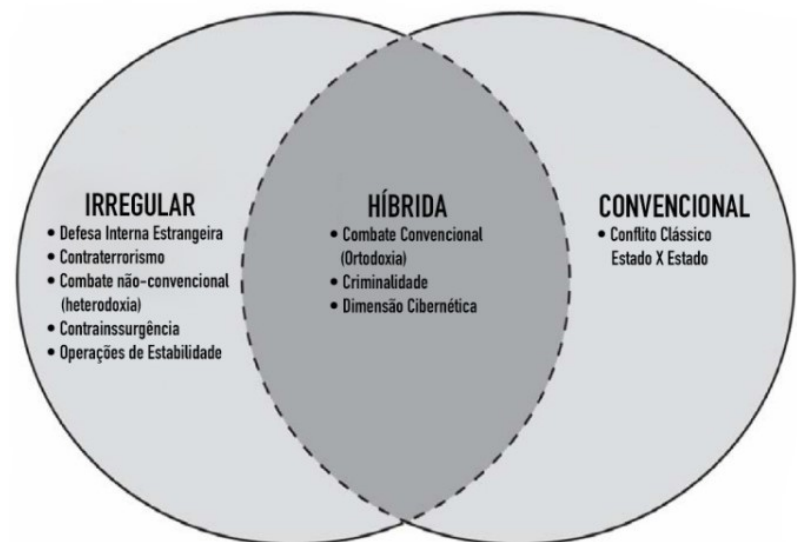 IRREGULAR
• Defesa Interna Estrangeira
• Contraterrorismo
• Combate não-convencional
(heterodoxia)
• Contrainssurgência
• Operações de Estabilidade
HÍBRIDA
• Combate Convencional
(Ortodoxia)
• Criminalidade
• Dimensão Cibernética
CONVENCIONAL
• Conflito Clássico
Estado X Estado